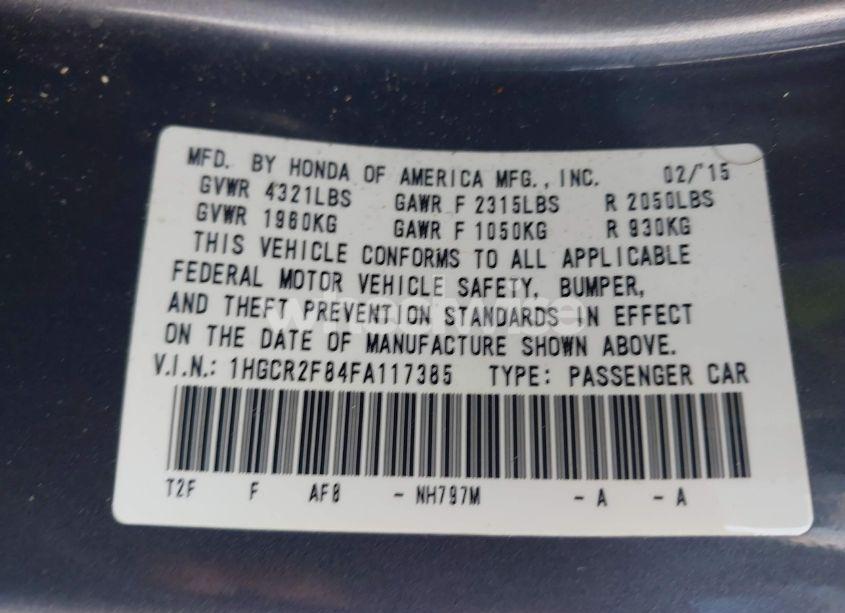 MFD. BY HONDA OF AMERICA MFG., INC. 02/'15
GVWR 4321LBS GAWR F 2315LBS R 2050LBS
GVWR 1960KG GAWR F 1050KG R 930KG
THIS VEHICLE CONFORMS TO ALL APPLICABLE
FEDERAL MOTOR VEHICLE SAFETY, BUMPER,
AND THEFT PREVENTION STANDARDS IN EFFECT
ON THE DATE OF MANUFACTURE SHOWN ABOVE.
V.I.N.: 1HGCR2F84FA117385 TYPE: PASSENGER CAR
T2F F AF0 - NH797M - A - A